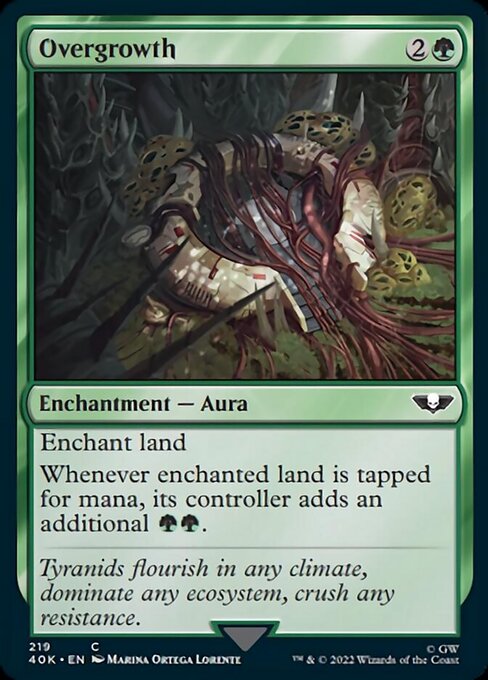 Overgrowth 2
Enchantment — Aura
Enchant land
Whenever enchanted land is tapped
for mana, its controller adds an
additional .
Tyranids flourish in any climate,
dominate any ecosystem, crush any
resistance.
219 C
40K • EN Marina Ortega Lorente
© GW
™ & © 2022 Wizards of the Coast